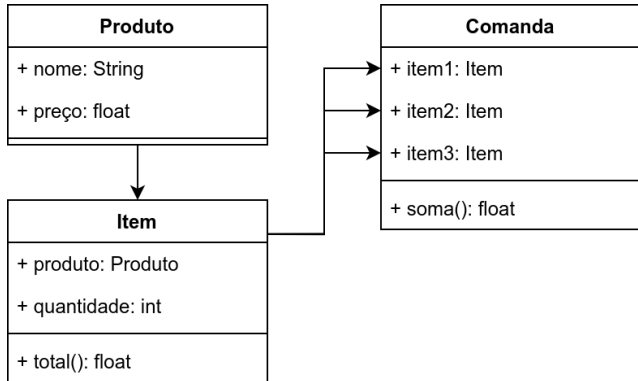 Produto
+ nome: String
+ preço: float
Item
+ produto: Produto
+ quantidade: int
+ total(): float
Comanda
+ item1: Item
+ item2: Item
+ item3: Item
+ soma(): float